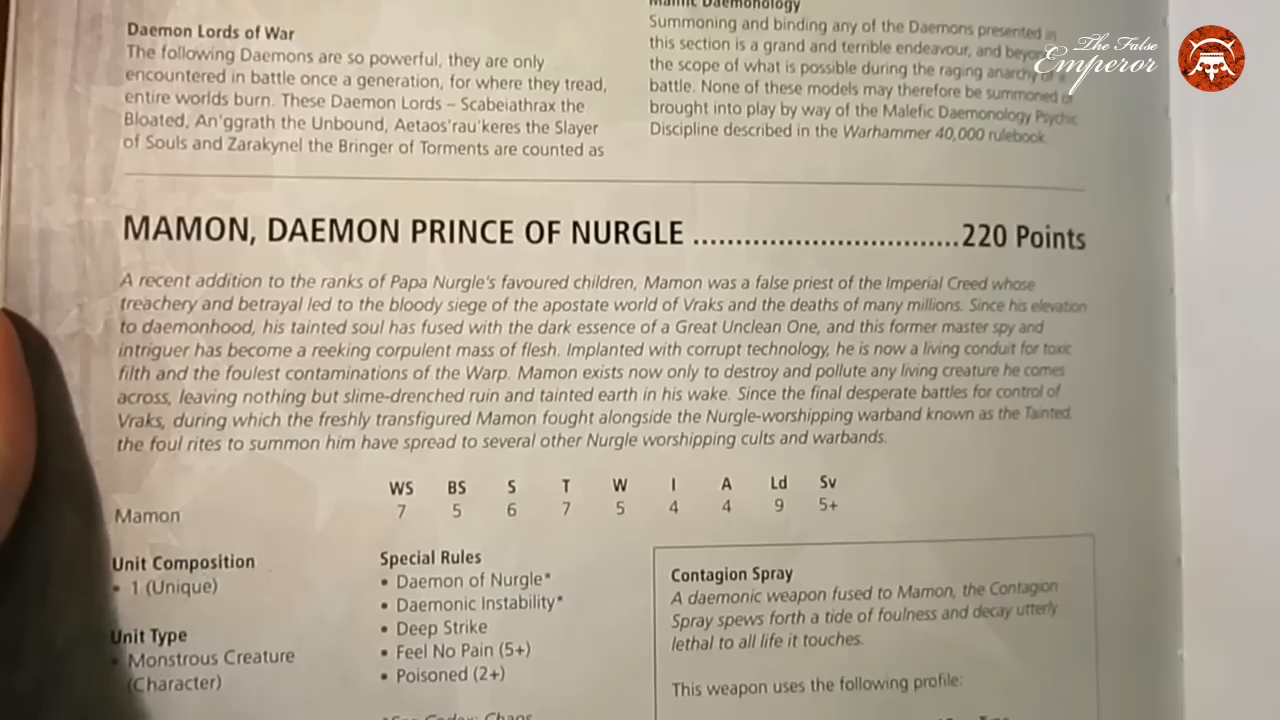 Daemon Lords of War
The following Daemons are so powerful, they are only
encountered in battle once a generation, for where they tread,
entire worlds burn. These Daemon Lords – Scabeiathrax the
Bloated, An'ggrath the Unbound, Aetaos'rau'keres the Slayer
of Souls and Zarakynel the Bringer of Torments are counted as
Malefic Daemonology
Summoning and binding any of the Daemons presented in
this section is a grand and terrible endeavour, and beyond
the scope of what is possible during the raging anarchy of a
battle. None of these models may therefore be summoned or
brought into play by way of the Malefic Daemonology Psychic
Discipline described in the Warhammer 40,000 rulebook.
The False
Emperor
MAMON, DAEMON PRINCE OF NURGLE ...............................220 Points
A recent addition to the ranks of Papa Nurgle's favoured children, Mamon was a false priest of the Imperial Creed whose
treachery and betrayal led to the bloody siege of the apostate world of Vraks and the deaths of many millions. Since his elevation
to daemonhood, his tainted soul has fused with the dark essence of a Great Unclean One, and this former master spy and
intriguer has become a reeking corpulent mass of flesh. Implanted with corrupt technology, he is now a living conduit for toxic
filth and the foulest contaminations of the Warp. Mamon exists now only to destroy and pollute any living creature he comes
across, leaving nothing but slime-drenched ruin and tainted earth in his wake. Since the final desperate battles for control of
Vraks, during which the freshly transfigured Mamon fought alongside the Nurgle-worshipping warband known as the Tainted,
the foul rites to summon him have spread to several other Nurgle worshipping cults and warbands.
WS BS S T W I A Ld Sv
Mamon 7 5 6 7 5 4 4 9 5+
Unit Composition
• 1 (Unique)
Unit Type
• Monstrous Creature
(Character)
Special Rules
• Daemon of Nurgle*
• Daemonic Instability*
• Deep Strike
• Feel No Pain (5+)
• Poisoned (2+)
*See Codex: Chaos
Contagion Spray
A daemonic weapon fused to Mamon, the Contagion
Spray spews forth a tide of foulness and decay utterly
lethal to all life it touches.
This weapon uses the following profile: